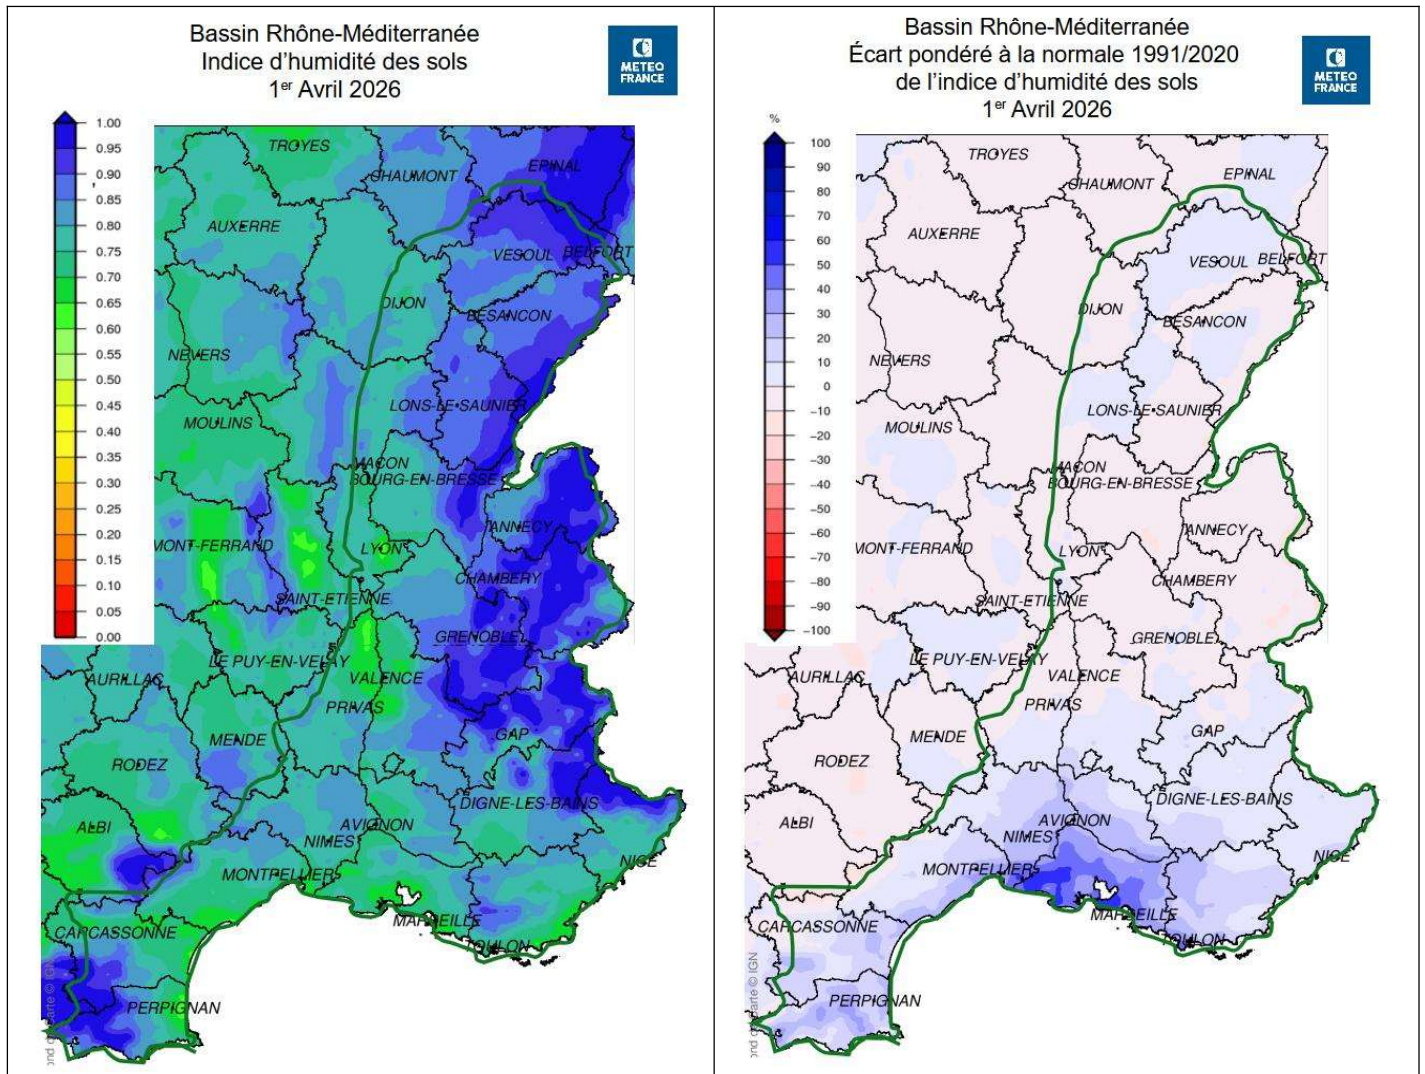 Bassin Rhône-Méditerranée
Indice d'humidité des sols
1er Avril 2026
METEO
FRANCE
1.00
0.95
0.90
0.85
0.80
0.75
0.70
0.65
0.60
0.55
0.50
0.45
0.40
0.35
0.30
0.25
0.20
0.15
0.10
0.05
0.00
TROYES
CHAUMONT
EPINAL
AUXERRE
VESOUL
BELFORT
DIJON
BESANCON
NEVERS
LONS-LE-SAUNIER
MOULINS
MACON
BOURG-EN-BRESSE
ANNECY
MONT-FERRAND
LYON
CHAMBERY
SAINT-ETIENNE
GRENOBLE
LE PUY-EN-VELAY
AURILLAC
VALENCE
PRIVAS
MENDE
GAP
RODEZ
DIGNE-LES-BAINS
ALBI
AVIGNON
NIMES
NICE
MONTPELLIER
MARSEILLE
CARCASSONNE
TOULON
PERPIGNAN
ond de carte © IGN
Bassin Rhône-Méditerranée
Écart pondéré à la normale 1991/2020
de l'indice d'humidité des sols
1er Avril 2026
METEO
FRANCE
%
100
90
80
70
60
50
40
30
20
10
0
−10
−20
−30
−40
−50
−60
−70
−80
−90
−100
TROYES
CHAUMONT
EPINAL
AUXERRE
VESOUL
BELFORT
DIJON
BESANCON
NEVERS
LONS-LE-SAUNIER
MOULINS
MACON
BOURG-EN-BRESSE
ANNECY
MONT-FERRAND
LYON
CHAMBERY
SAINT-ETIENNE
GRENOBLE
LE PUY-EN-VELAY
AURILLAC
VALENCE
PRIVAS
MENDE
GAP
RODEZ
DIGNE-LES-BAINS
ALBI
AVIGNON
NIMES
NICE
MONTPELLIER
MARSEILLE
CARCASSONNE
TOULON
PERPIGNAN
ond de carte © IGN